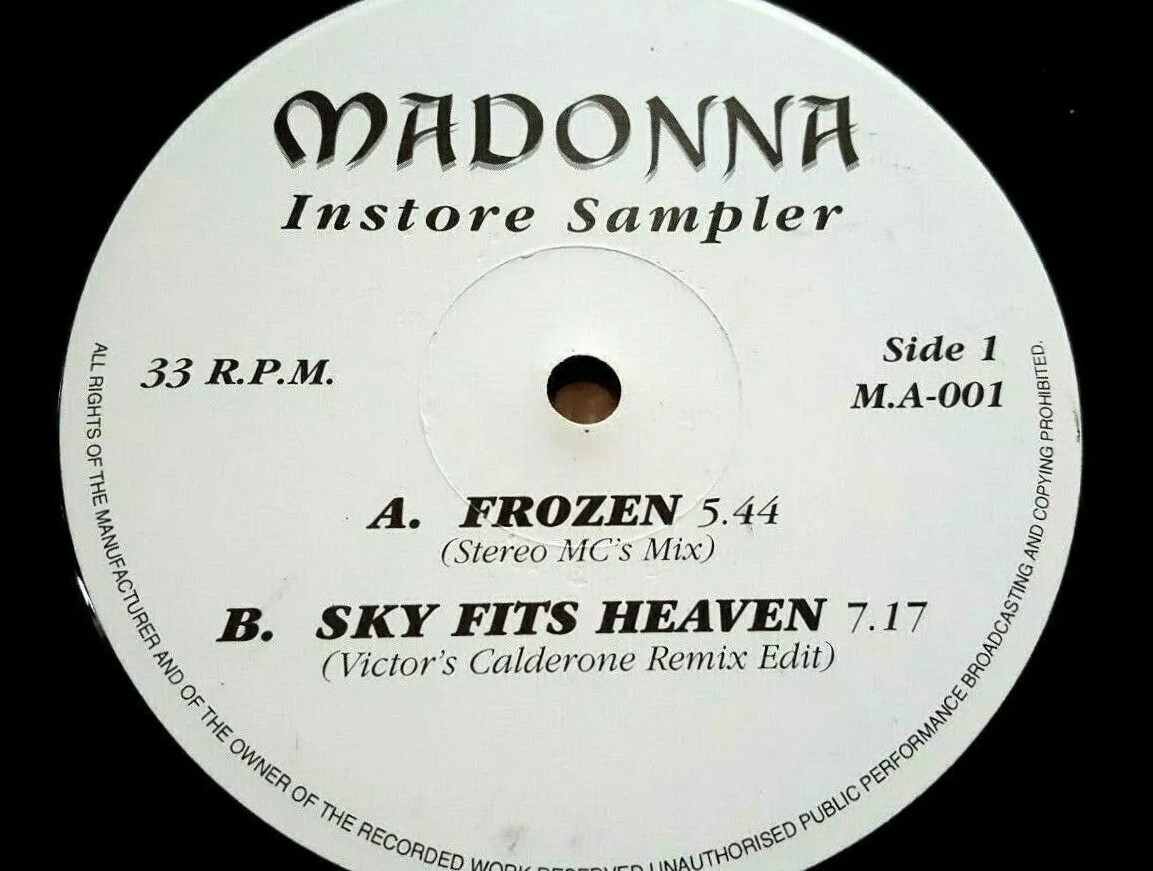 MADONNA
Instore Sampler
33 R.P.M.
Side 1
M.A-001
A. FROZEN 5.44
(Stereo MC's Mix)
B. SKY FITS HEAVEN 7.17
(Victor's Calderone Remix Edit)
ALL RIGHTS OF THE MANUFACTURER AND OF THE OWNER OF THE RECORDED WORK RESERVED UNAUTHORISED PUBLIC PERFORMANCE BROADCASTING AND COPYING PROHIBITED.